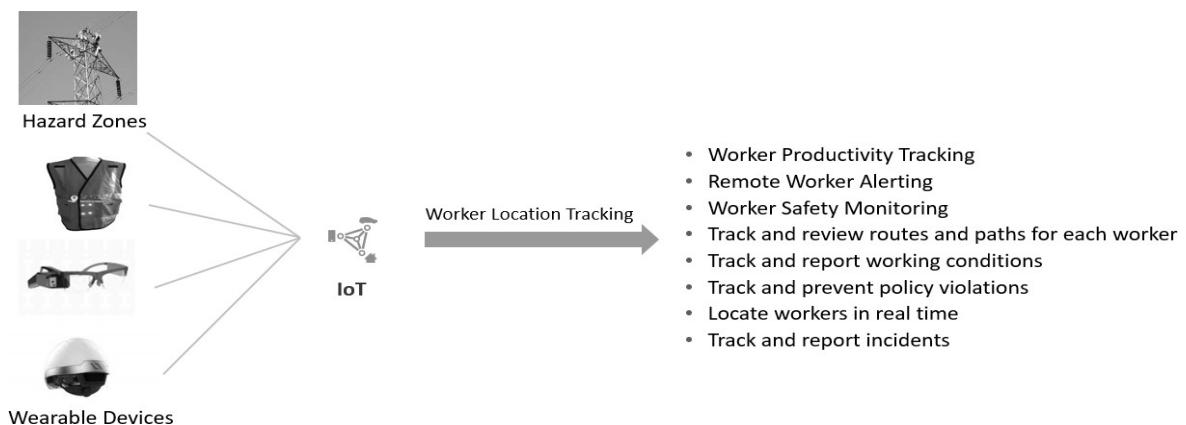 Hazard Zones
Wearable Devices
IoT
Worker Location Tracking
• Worker Productivity Tracking
• Remote Worker Alerting
• Worker Safety Monitoring
• Track and review routes and paths for each worker
• Track and report working conditions
• Track and prevent policy violations
• Locate workers in real time
• Track and report incidents